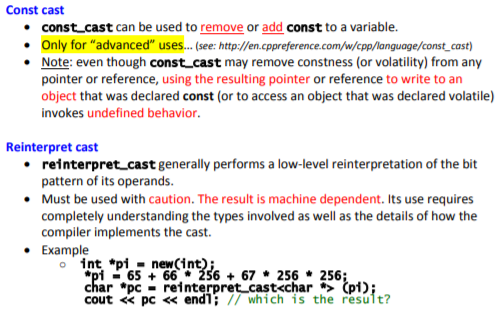 Const cast
• const_cast can be used to remove or add const to a variable.
• Only for “advanced” uses... (see: http://en.cppreference.com/w/cpp/language/const_cast)
• Note: even though const_cast may remove constness (or volatility) from any
pointer or reference, using the resulting pointer or reference to write to an
object that was declared const (or to access an object that was declared volatile)
invokes undefined behavior.
Reinterpret cast
• reinterpret_cast generally performs a low-level reinterpretation of the bit
pattern of its operands.
• Must be used with caution. The result is machine dependent. Its use requires
completely understanding the types involved as well as the details of how the
compiler implements the cast.
• Example
o int *pi = new(int);
*pi = 65 + 66 * 256 + 67 * 256 * 256;
char *pc = reinterpret_cast<char *> (pi);
cout << pc << endl; // which is the result?